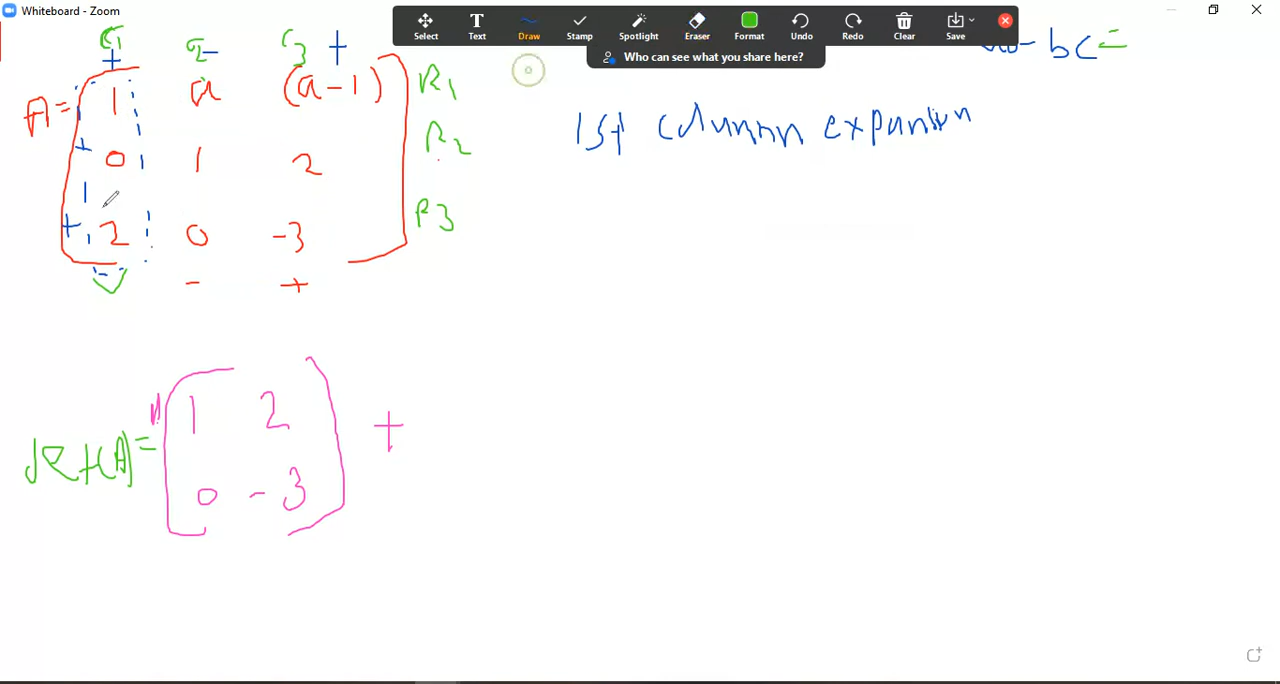 Whiteboard - Zoom
Select Text Draw Stamp Spotlight Eraser Format Undo Redo Clear Save
Who can see what you share here?
bc =
C1 C2 C3
+ - +
A = 1 a (a-1) R1
+ 0 1 2 R2
+ 2 0 -3 R3
- +
1st column expansion
1 2
det(A) = +
0 -3